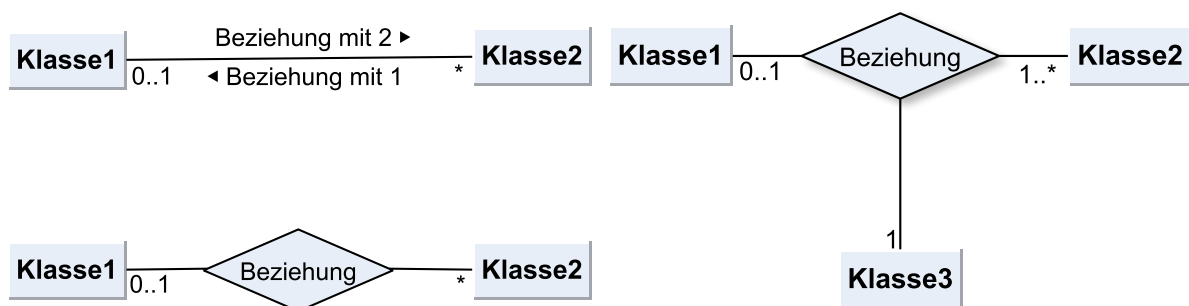 Beziehung mit 2 ►
Klasse1
Klasse2
0..1
*
◄ Beziehung mit 1
Klasse1
Beziehung
Klasse2
0..1
1..*
1
Klasse3
Klasse1
Beziehung
Klasse2
0..1
*